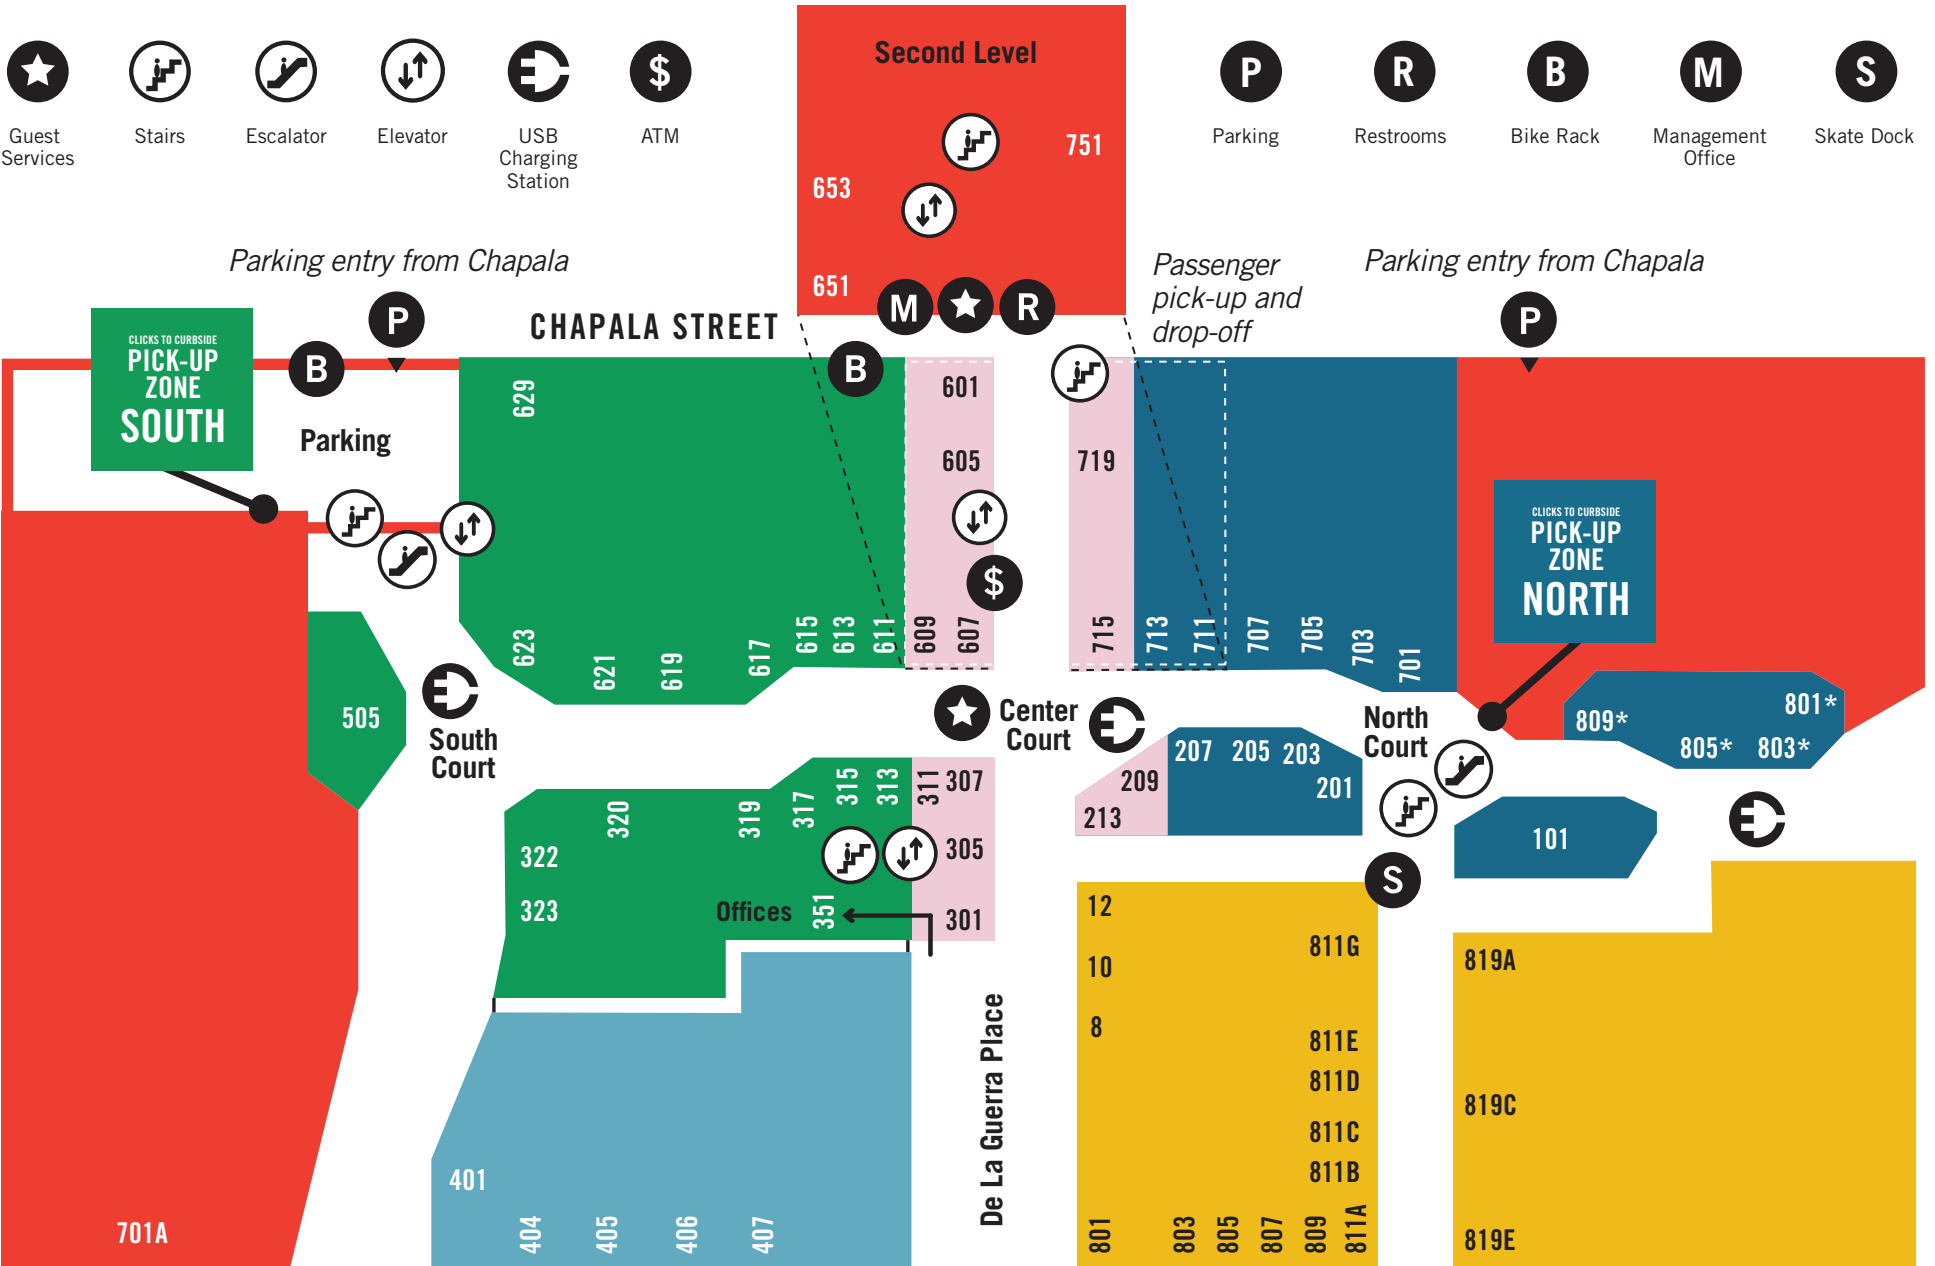 Second Level
$
P
R
B
M
S
Guest
Services
Stairs
Escalator
Elevator
USB
Charging
Station
ATM
Parking
Restrooms
Bike Rack
Management
Office
Skate Dock
751
653
651
M
R
Parking entry from Chapala
P
Passenger
pick-up and
drop-off
Parking entry from Chapala
P
CLICKS TO CURBSIDE
PICK-UP
ZONE
SOUTH
B
CHAPALA STREET
B
Parking
629
601
605
719
$
CLICKS TO CURBSIDE
PICK-UP
ZONE
NORTH
623
621
619
617
615
613
611
609
607
715
713
711
707
705
703
701
505
South
Court
Center
Court
North
Court
809*
801*
805*
803*
207
205
203
201
209
213
101
S
320
319
317
315
313
311
307
305
301
322
323
Offices
351
12
10
8
811G
811E
811D
811C
811B
811A
819A
819C
819E
De La Guerra Place
401
404
405
406
407
701A
801
803
805
807
809